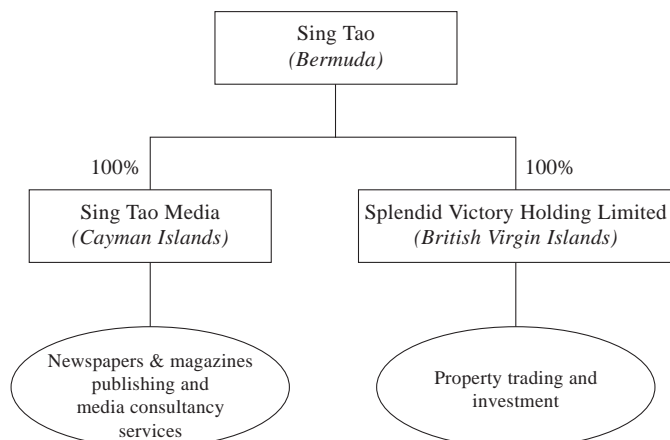 Sing Tao
(Bermuda)
100%
100%
Sing Tao Media
(Cayman Islands)
Splendid Victory Holding Limited
(British Virgin Islands)
Newspapers & magazines
publishing and
media consultancy
services
Property trading and
investment